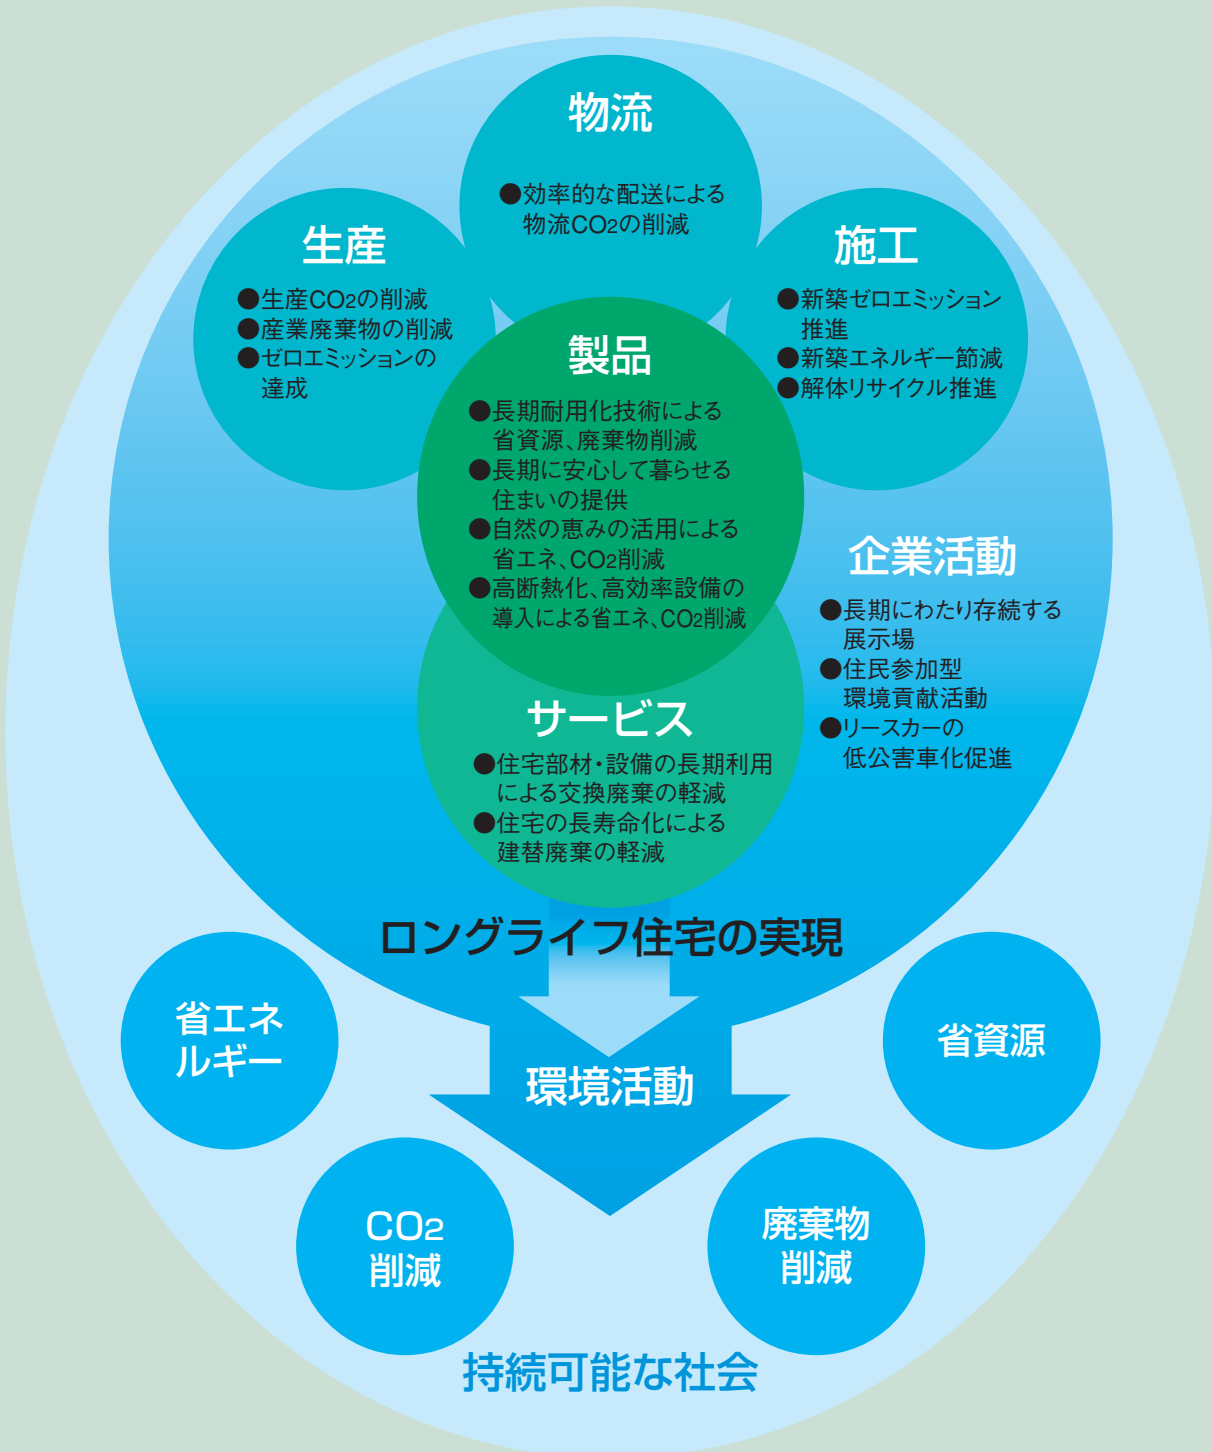 物流
●効率的な配送による
物流CO2の削減
生産
●生産CO2の削減
●産業廃棄物の削減
●ゼロエミッションの
達成
施工
●新築ゼロエミッション
推進
●新築エネルギー節減
●解体リサイクル推進
製品
●長期耐用化技術による
省資源、廃棄物削減
●長期に安心して暮らせる
住まいの提供
●自然の恵みの活用による
省エネ、CO2削減
●高断熱化、高効率設備の
導入による省エネ、CO2削減
企業活動
●長期にわたり存続する
展示場
●住民参加型
環境貢献活動
●リースカーの
低公害車化促進
サービス
●住宅部材・設備の長期利用
による交換廃棄の軽減
●住宅の長寿命化による
建替廃棄の軽減
ロングライフ住宅の実現
環境活動
省エネ
ルギー
CO2
削減
廃棄物
削減
省資源
持続可能な社会